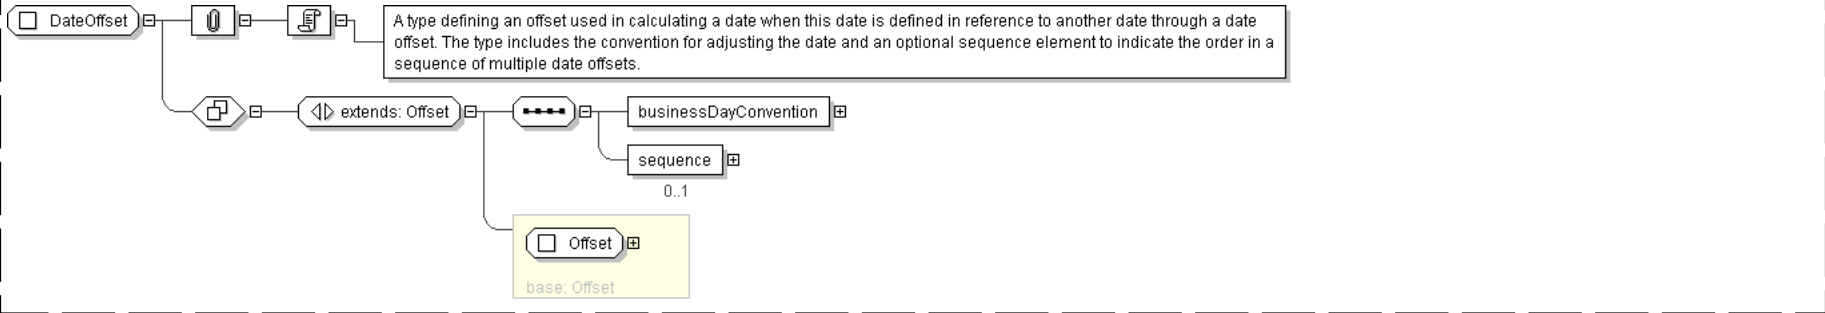 DateOffset
A type defining an offset used in calculating a date when this date is defined in reference to another date through a date
offset. The type includes the convention for adjusting the date and an optional sequence element to indicate the order in a
sequence of multiple date offsets.
extends: Offset
businessDayConvention
sequence
0..1
Offset
base: Offset